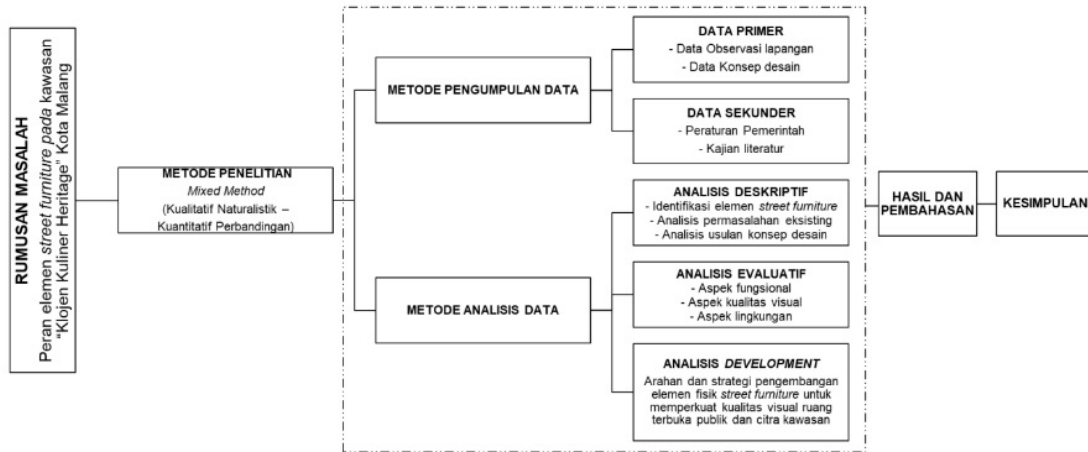 RUMUSAN MASALAH
Peran elemen street furniture pada kawasan
"Klojen Kuliner Heritage" Kota Malang
METODE PENELITIAN
Mixed Method
(Kualitatif Naturalistik –
Kuantitatif Perbandingan)
METODE PENGUMPULAN DATA
DATA PRIMER
- Data Observasi lapangan
- Data Konsep desain
DATA SEKUNDER
- Peraturan Pemerintah
- Kajian literatur
METODE ANALISIS DATA
ANALISIS DESKRIPTIF
- Identifikasi elemen street furniture
- Analisis permasalahan eksisting
- Analisis usulan konsep desain
ANALISIS EVALUATIF
- Aspek fungsional
- Aspek kualitas visual
- Aspek lingkungan
ANALISIS DEVELOPMENT
Arahan dan strategi pengembangan
elemen fisik street furniture untuk
memperkuat kualitas visual ruang
terbuka publik dan citra kawasan
HASIL DAN
PEMBAHASAN
KESIMPULAN